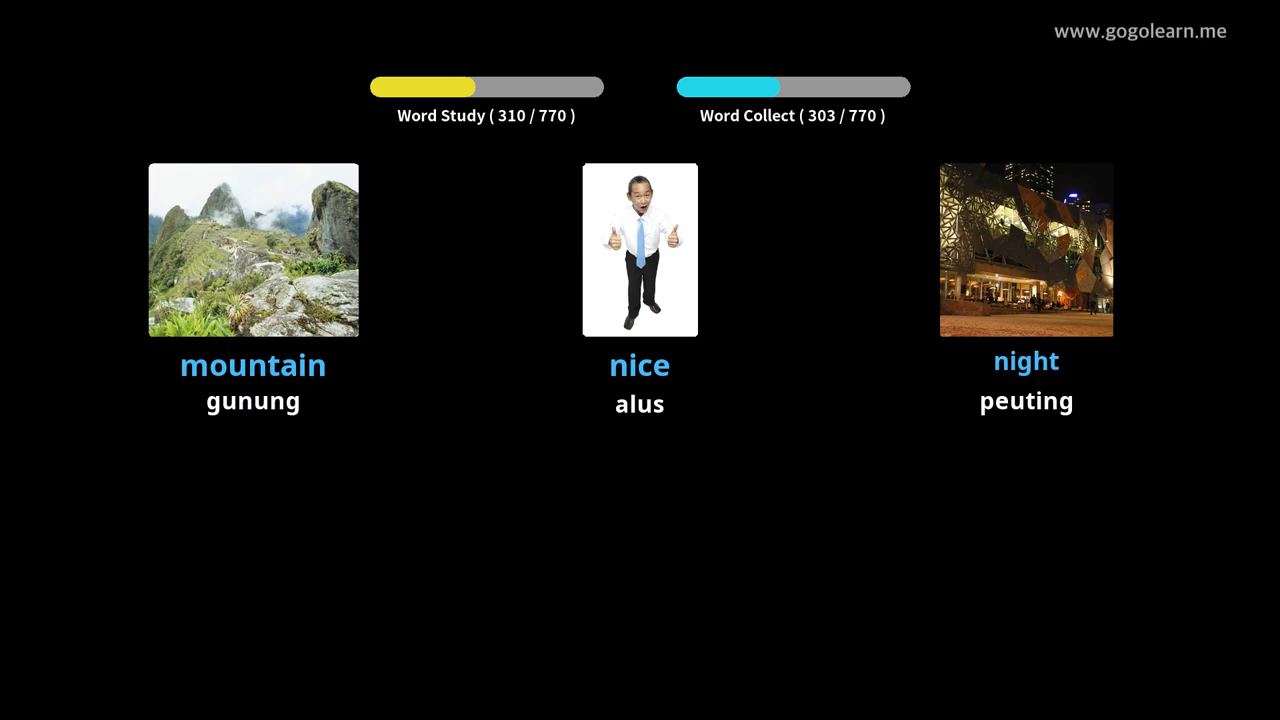 www.gogolearn.me
Word Study ( 310 / 770 )
Word Collect ( 303 / 770 )
mountain
gunung
nice
alus
night
peuting